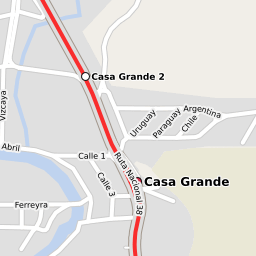 Casa Grande 2
Vizcaya
Uruguay
Paraguay
Argentina
Chile
Abril
Calle 1
Ruta Nacional 38
Casa Grande
Calle 3
Ferreyra